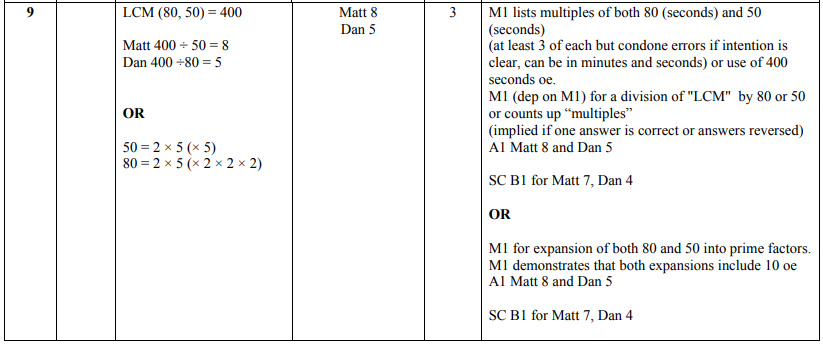 9
LCM (80, 50) = 400
Matt 400 ÷ 50 = 8
Dan 400 ÷80 = 5
OR
50 = 2 × 5 (× 5)
80 = 2 × 5 (× 2 × 2 × 2)
Matt 8
Dan 5
3
M1 lists multiples of both 80 (seconds) and 50
(seconds)
(at least 3 of each but condone errors if intention is
clear, can be in minutes and seconds) or use of 400
seconds oe.
M1 (dep on M1) for a division of "LCM"  by 80 or 50
or counts up “multiples”
(implied if one answer is correct or answers reversed)
A1 Matt 8 and Dan 5
SC B1 for Matt 7, Dan 4
OR
M1 for expansion of both 80 and 50 into prime factors.
M1 demonstrates that both expansions include 10 oe
A1 Matt 8 and Dan 5
SC B1 for Matt 7, Dan 4